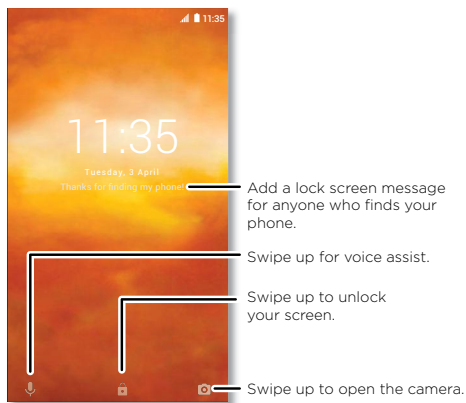 11:35
11:35
Tuesday, 3 April
Thanks for finding my phone!
Add a lock screen message
for anyone who finds your
phone.
Swipe up for voice assist.
Swipe up to unlock
your screen.
Swipe up to open the camera.